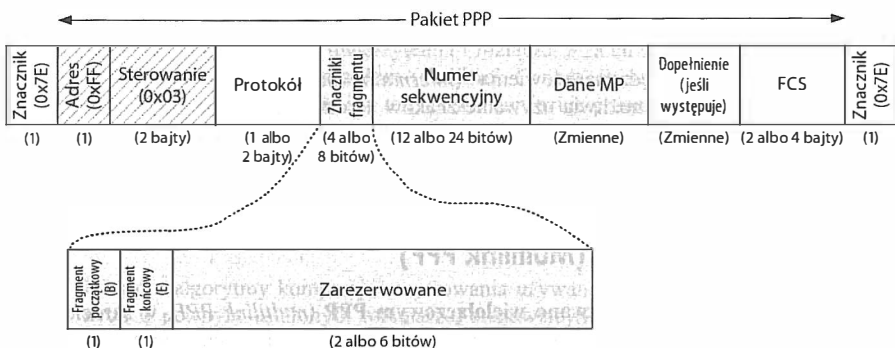 Pakiet PPP
Znacznik
(0x7E)
Adres
(0xFF)
Sterowanie
(0x03)
Protokół
Znaczniki
fragmentu
Numer
sekwencyjny
Dane MP
Dopełnienie
(jeśli
występuje)
FCS
Znacznik
(0x7E)
(1)
(1)
(2 bajty)
(1 albo
2 bajty)
(4 albo
8 bitów)
(12 albo 24 bitów)
(Zmienne)
(Zmienne)
(2 albo 4 bajty)
(1)
Fragment
początkowy
(B)
Fragment
końcowy
(E)
Zarezerwowane
(1)
(1)
(2 albo 6 bitów)